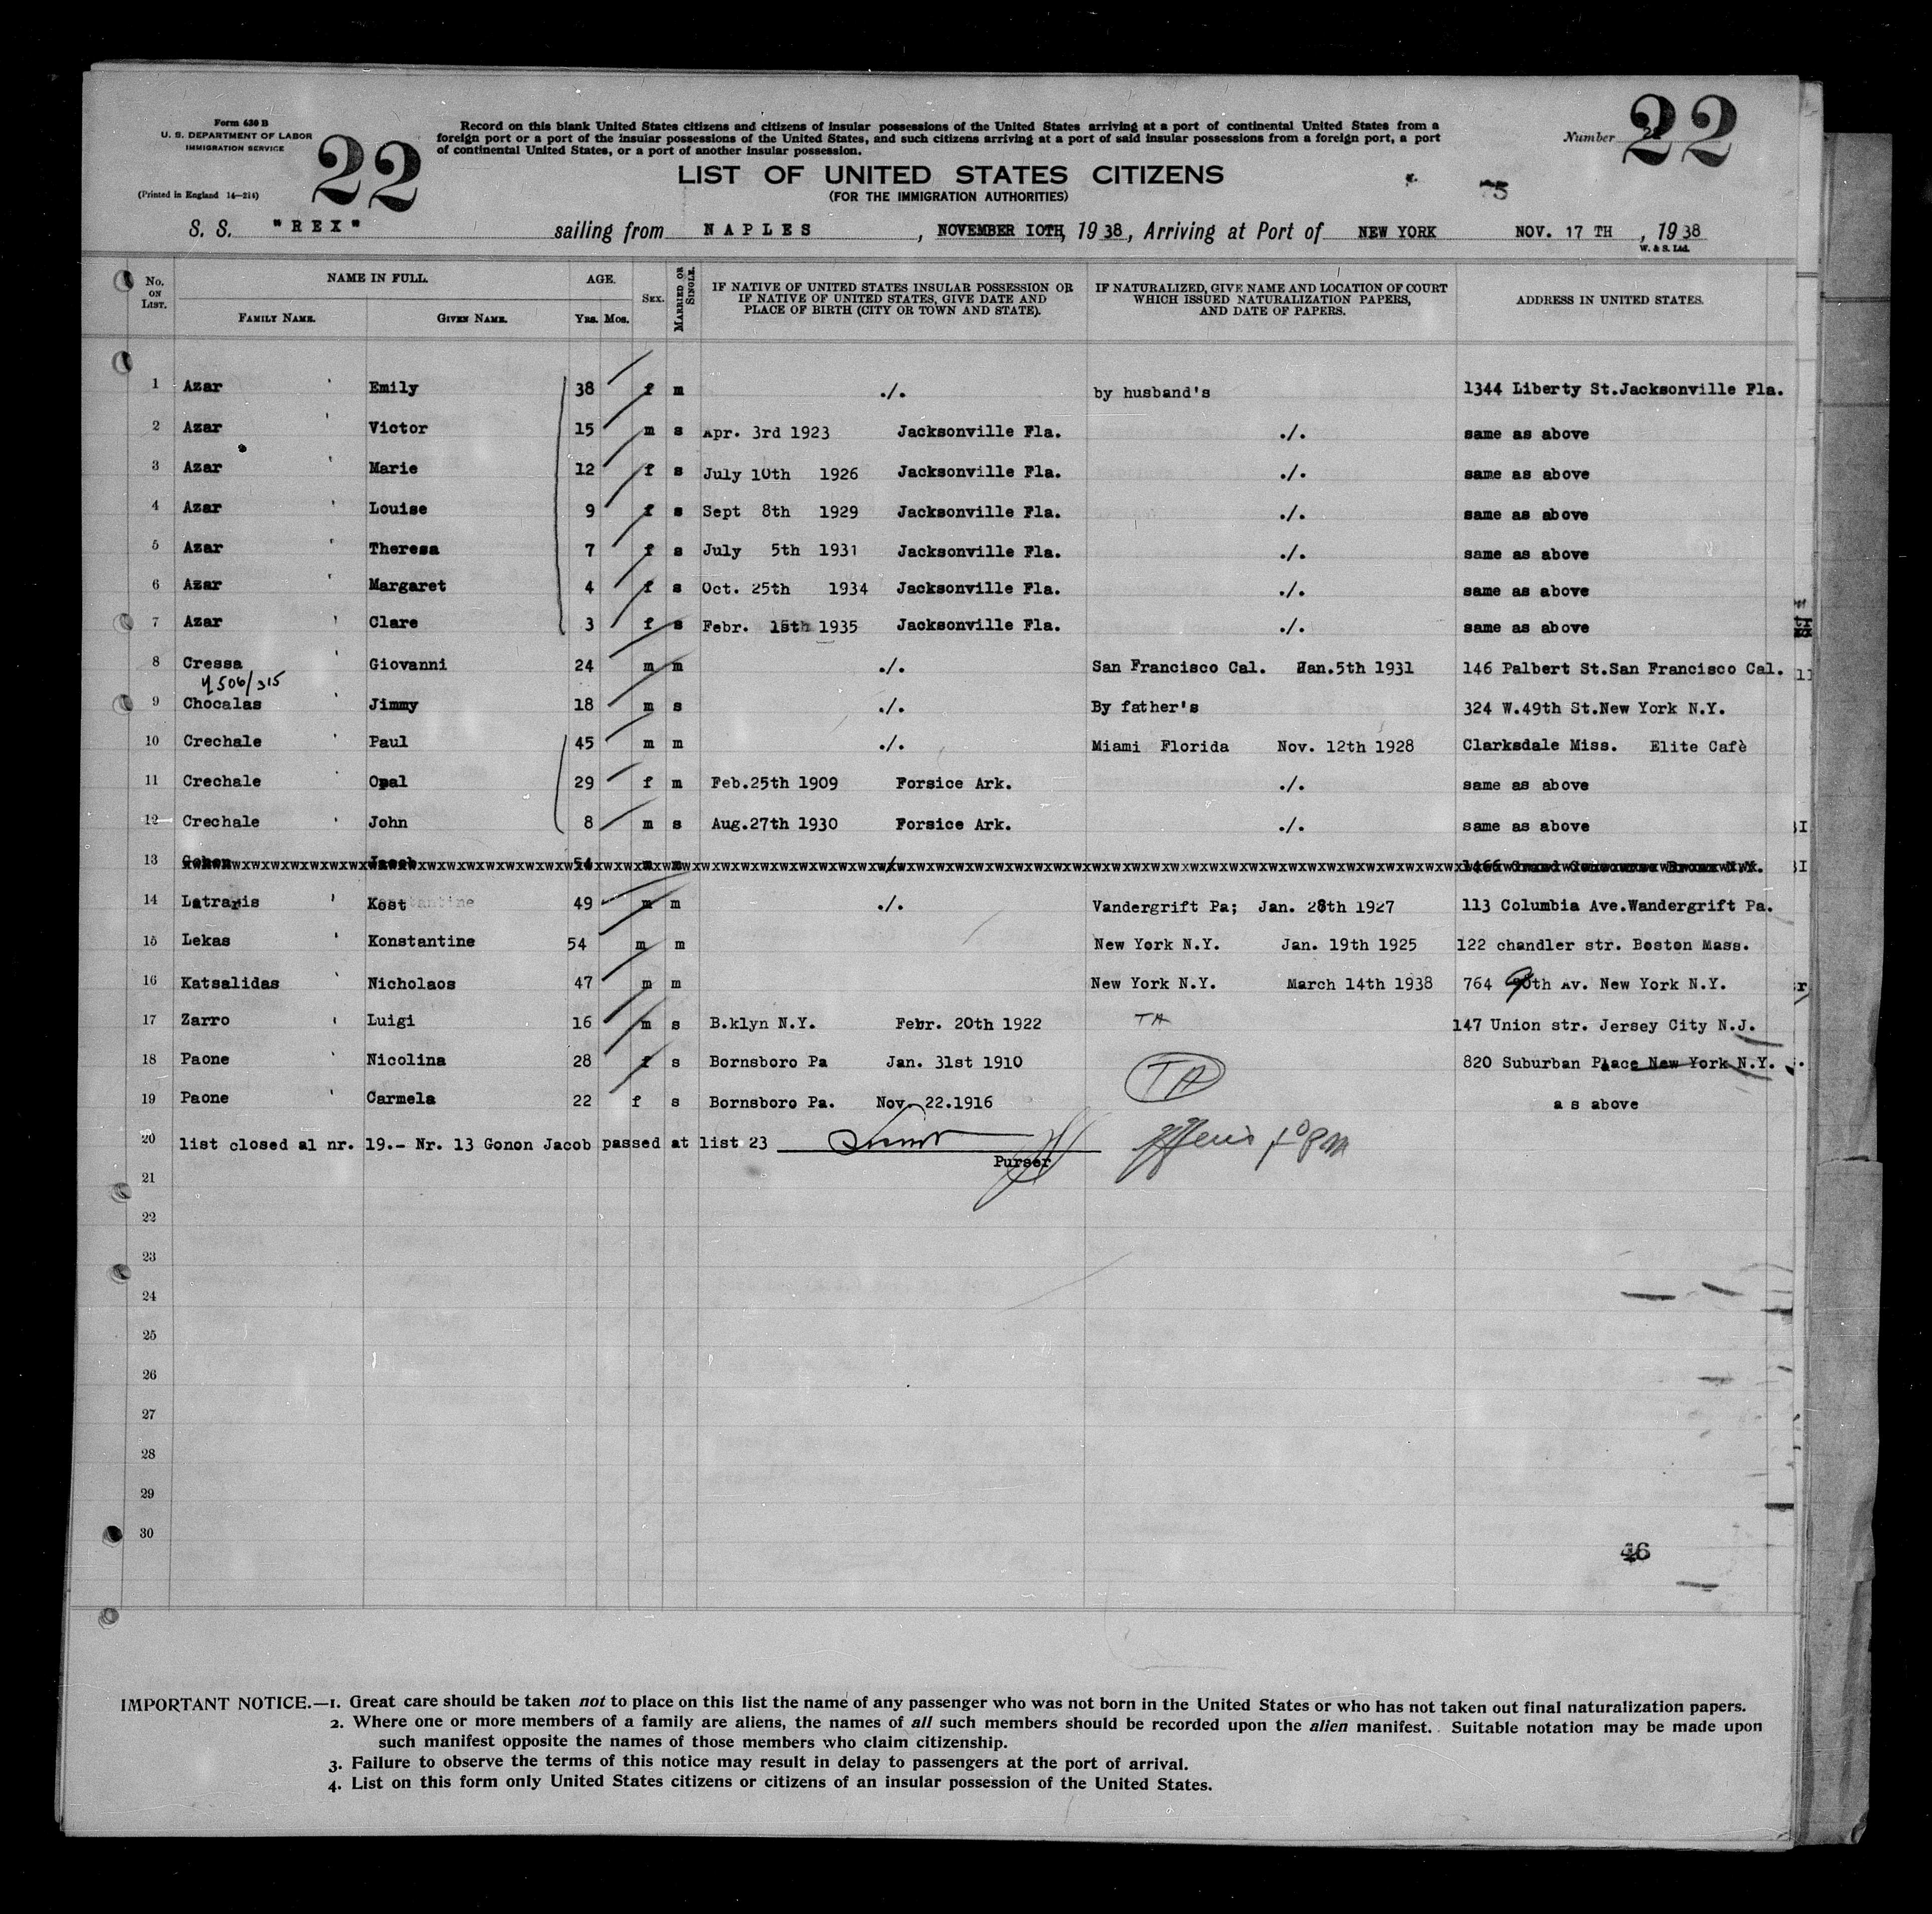 Form 630 B
U. S. DEPARTMENT OF LABOR
IMMIGRATION SERVICE
(Printed in England 14—214)
22
Record on this blank United States citizens and citizens of insular possessions of the United States arriving at a port of continental United States from a
foreign port or a port of the insular possessions of the United States, and such citizens arriving at a port of said insular possessions from a foreign port, a port
of continental United States, or a port of another insular possession.
Number 22
22
LIST OF UNITED STATES CITIZENS
(FOR THE IMMIGRATION AUTHORITIES)
S. S. "REX" sailing from NAPLES, NOVEMBER IOTH, 1938, Arriving at Port of NEW YORK NOV. 17 TH, 1938
W. & S. Ltd.
No. ON LIST. NAME IN FULL. FAMILY NAME. GIVEN NAME. AGE. YRS. MOS. SEX. MARRIED OR SINGLE. IF NATIVE OF UNITED STATES INSULAR POSSESSION OR IF NATIVE OF UNITED STATES, GIVE DATE AND PLACE OF BIRTH (CITY OR TOWN AND STATE). IF NATURALIZED, GIVE NAME AND LOCATION OF COURT WHICH ISSUED NATURALIZATION PAPERS, AND DATE OF PAPERS. ADDRESS IN UNITED STATES.
1 Azar Emily 38 f m ./. by husband's 1344 Liberty St.Jacksonville Fla.
2 Azar Victor 15 m s Apr. 3rd 1923 Jacksonville Fla. ./. same as above
3 Azar Marie 12 f s July 10th 1926 Jacksonville Fla. ./. same as above
4 Azar Louise 9 f s Sept 8th 1929 Jacksonville Fla. ./. same as above
5 Azar Theresa 7 f s July 5th 1931 Jacksonville Fla. ./. same as above
6 Azar Margaret 4 f s Oct. 25th 1934 Jacksonville Fla. ./. same as above
7 Azar Clare 3 f s Febr. 1935 Jacksonville Fla. ./. same as above
8 Cressa Giovanni 24 m m ./. San Francisco Cal. Jan.5th 1931 146 Palbert St.San Francisco Cal.
9 Chocalas Jimmy 18 m s ./. By father's 324 W.49th St.New York N.Y.
10 Crechale Paul 45 m m ./. Miami Florida Nov. 12th 1928 Clarksdale Miss. Elite Cafè
11 Crechale Opal 29 f m Feb.25th 1909 Forsice Ark. ./. same as above
12 Crechale John 8 m s Aug.27th 1930 Forsice Ark. ./. same as above
13
14 Latraris Kostantine 49 m m ./. Vandergrift Pa; Jan. 28th 1927 113 Columbia Ave.Wandergrift Pa.
15 Lekas Konstantine 54 m m New York N.Y. Jan. 19th 1925 122 chandler str. Boston Mass.
16 Katsalidas Nicholaos 47 m m New York N.Y. March 14th 1938 764 Av. New York N.Y.
17 Zarro Luigi 16 m s B.klyn N.Y. Febr. 20th 1922 TA 147 Union str. Jersey City N.J.
18 Paone Nicolina 28 f s Bornsboro Pa Jan. 31st 1910 TA 820 Suburban Place New York N.Y.
19 Paone Carmela 22 f s Bornsboro Pa. Nov. 22.1916 as above
20 list closed al nr. 19.- Nr. 13 Gonon Jacob passed at list 23
Purser
21
22
23
24
25
26
27
28
29
30
46
IMPORTANT NOTICE.—1. Great care should be taken not to place on this list the name of any passenger who was not born in the United States or who has not taken out final naturalization papers.
2. Where one or more members of a family are aliens, the names of all such members should be recorded upon the alien manifest. Suitable notation may be made upon
such manifest opposite the names of those members who claim citizenship.
3. Failure to observe the terms of this notice may result in delay to passengers at the port of arrival.
4. List on this form only United States citizens or citizens of an insular possession of the United States.